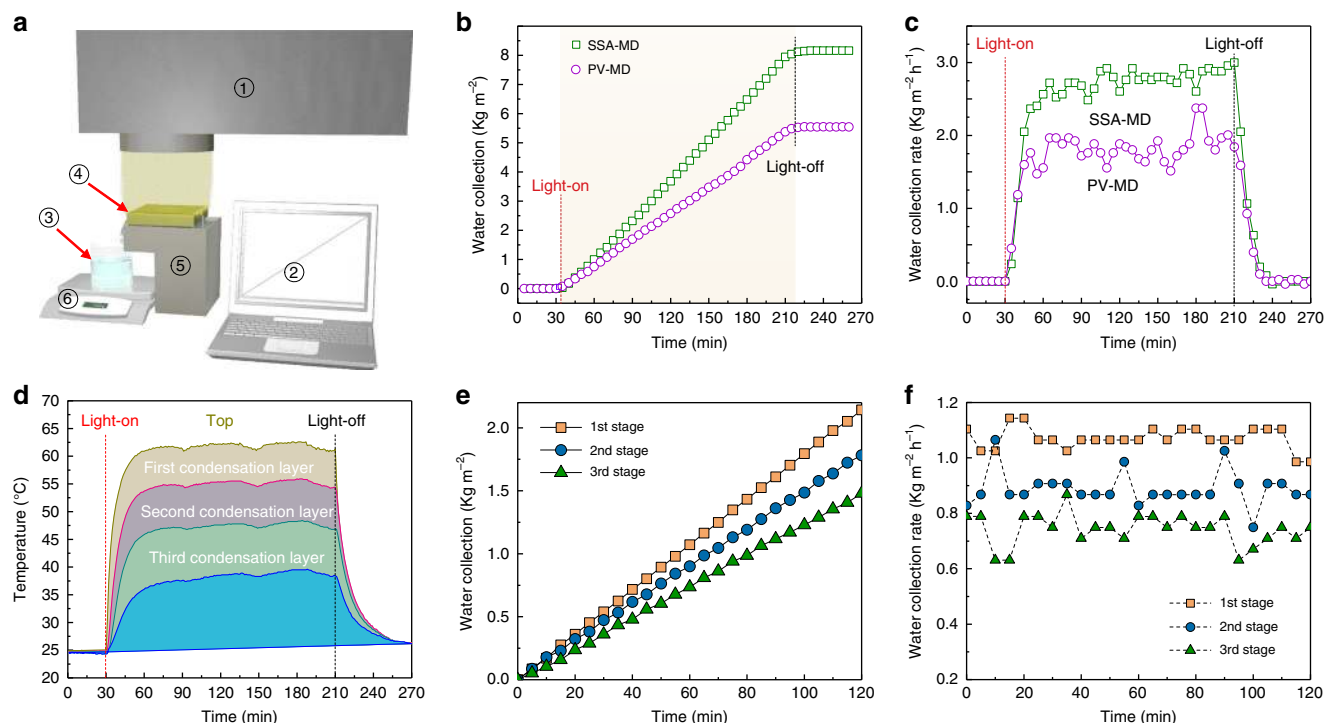 a
①
④
③
⑤
②
⑥
b
Water collection (Kg m⁻²)
8
7
6
5
4
3
2
1
0
SSA-MD
PV-MD
Light-on
Light-off
0 30 60 90 120 150 180 210 240 270
Time (min)
c
Water collection rate (Kg m⁻² h⁻¹)
3.0
2.0
1.0
0.0
Light-on
Light-off
SSA-MD
PV-MD
0 30 60 90 120 150 180 210 240 270
Time (min)
d
Temperature (°C)
70
65
60
55
50
45
40
35
30
25
20
Light-on
Top
Light-off
First condensation layer
Second condensation layer
Third condensation layer
0 30 60 90 120 150 180 210 240 270
Time (min)
e
Water collection (Kg m⁻²)
2.0
1.5
1.0
0.5
0.0
1st stage
2nd stage
3rd stage
0 20 40 60 80 100 120
Time (min)
f
Water collection rate (Kg m⁻² h⁻¹)
1.2
1.0
0.8
0.6
0.4
0.2
1st stage
2nd stage
3rd stage
0 20 40 60 80 100 120
Time (min)